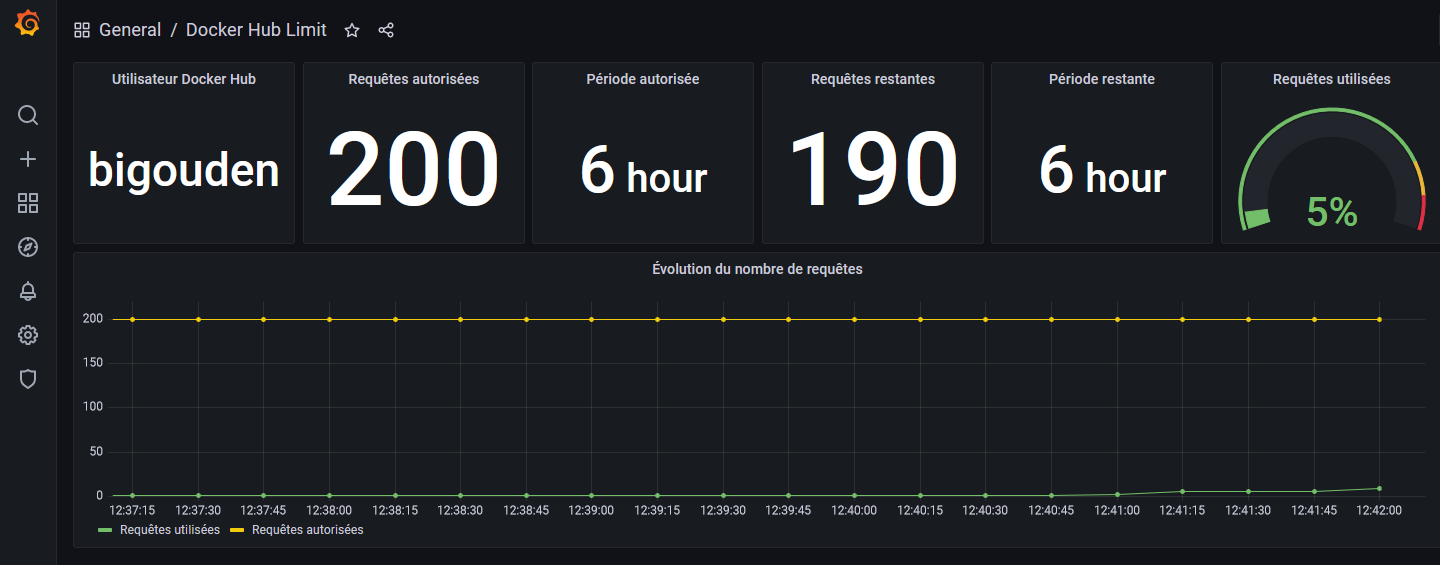 General / Docker Hub Limit
Utilisateur Docker Hub
bigouden
Requêtes autorisées
200
Période autorisée
6 hour
Requêtes restantes
190
Période restante
6 hour
Requêtes utilisées
5%
Évolution du nombre de requêtes
200
150
100
50
0
12:37:15 12:37:30 12:37:45 12:38:00 12:38:15 12:38:30 12:38:45 12:39:00 12:39:15 12:39:30 12:39:45 12:40:00 12:40:15 12:40:30 12:40:45 12:41:00 12:41:15 12:41:30 12:41:45 12:42:00
Requêtes utilisées Requêtes autorisées